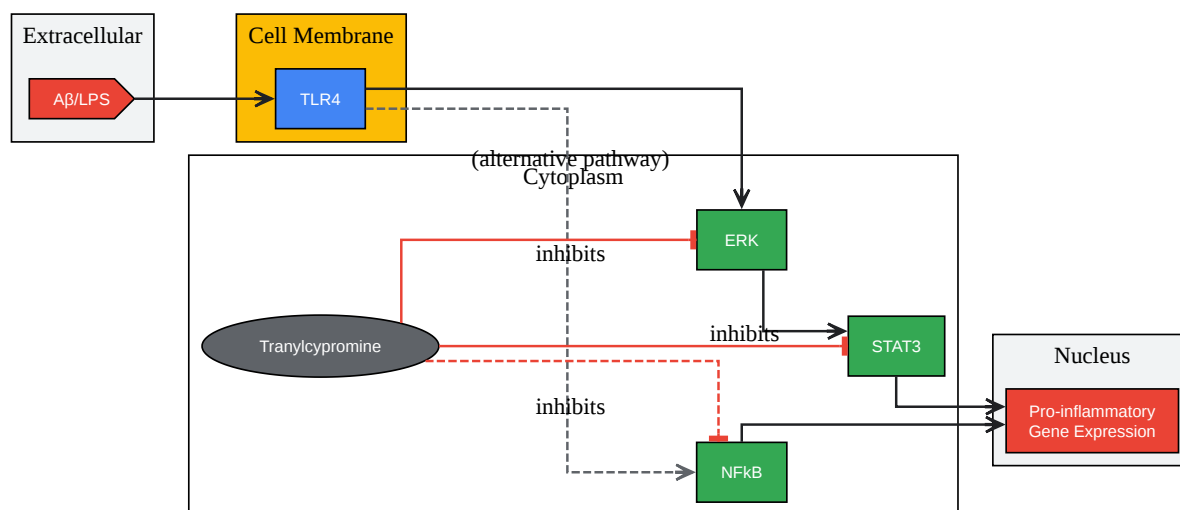 Extracellular
Cell Membrane
Aβ/LPS
TLR4
(alternative pathway)
Cytoplasm
ERK
inhibits
inhibits
Tranylcypromine
STAT3
Nucleus
inhibits
Pro-inflammatory
Gene Expression
NFkB